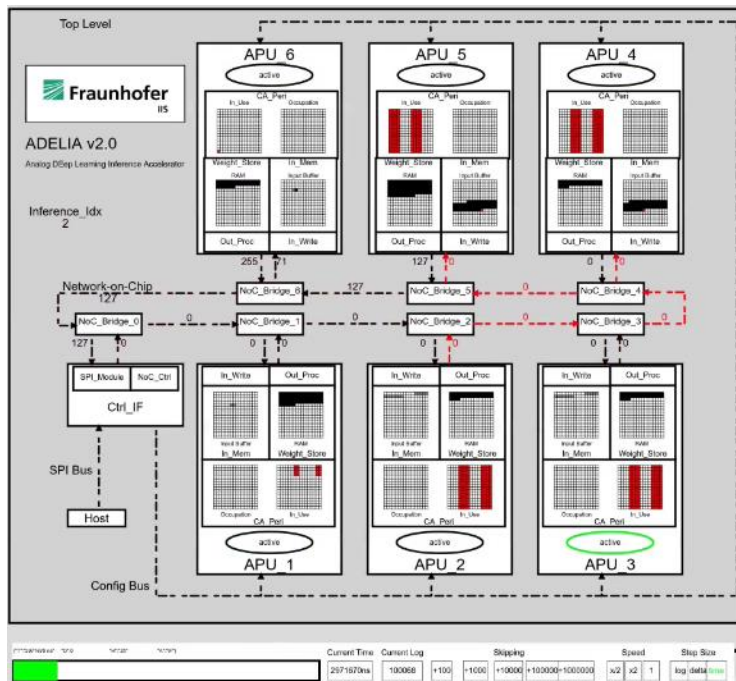 Top Level
APU_6
APU_5
APU_4
active
active
active
Fraunhofer
IIS
ADELIA v2.0
Analog DEep Learning Inference Accelerator
CA_Peri
In_Use
Occupation
CA_Peri
In_Use
Occupation
CA_Peri
In_Use
Occupation
Weight_Store
In_Mem
Weight_Store
In_Mem
Weight_Store
In_Mem
RAM
Input Buffer
RAM
Input Buffer
RAM
Input Buffer
Inference_Idx
2
Out_Proc
In_Write
Out_Proc
In_Write
Out_Proc
In_Write
255
71
127
0
0
0
Network-on-Chip
127
NoC_Bridge_6
127
NoC_Bridge_5
0
NoC_Bridge_4
0
NoC_Bridge_0
0
NoC_Bridge_1
0
NoC_Bridge_2
0
NoC_Bridge_3
0
127
0
0
0
0
0
0
0
SPI_Module
NoC_Ctrl
Ctrl_IF
In_Write
Out_Proc
In_Write
Out_Proc
In_Write
Out_Proc
Input Buffer
RAM
Input Buffer
RAM
Input Buffer
RAM
In_Mem
Weight_Store
In_Mem
Weight_Store
In_Mem
Weight_Store
SPI Bus
Host
Occupation
In_Use
Occupation
In_Use
Occupation
In_Use
CA_Peri
CA_Peri
CA_Peri
active
active
active
Config Bus
APU_1
APU_2
APU_3
Current Time
Current Log
Skipping
Speed
Step Size
2971670ns
100068
+100
+1000
+10000
+100000
+1000000
x/2
x2
1
log
delta
time